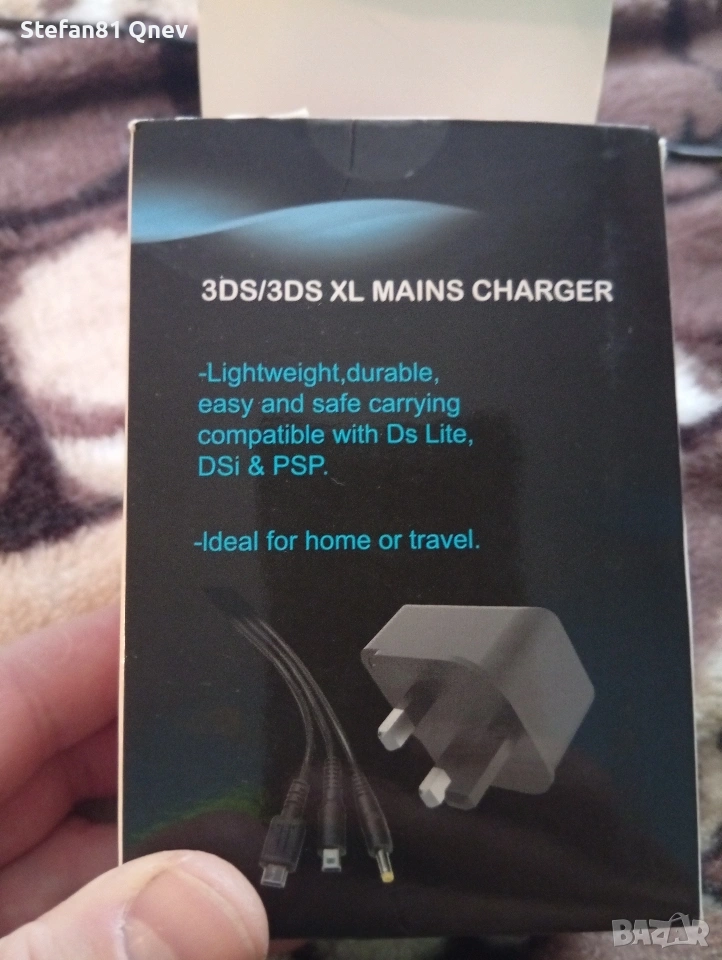 Stefan81 Qnev
3DS/3DS XL MAINS CHARGER
-Lightweight,durable,
easy and safe carrying
compatible with Ds Lite,
DSi & PSP.
-Ideal for home or travel.
BAZAR